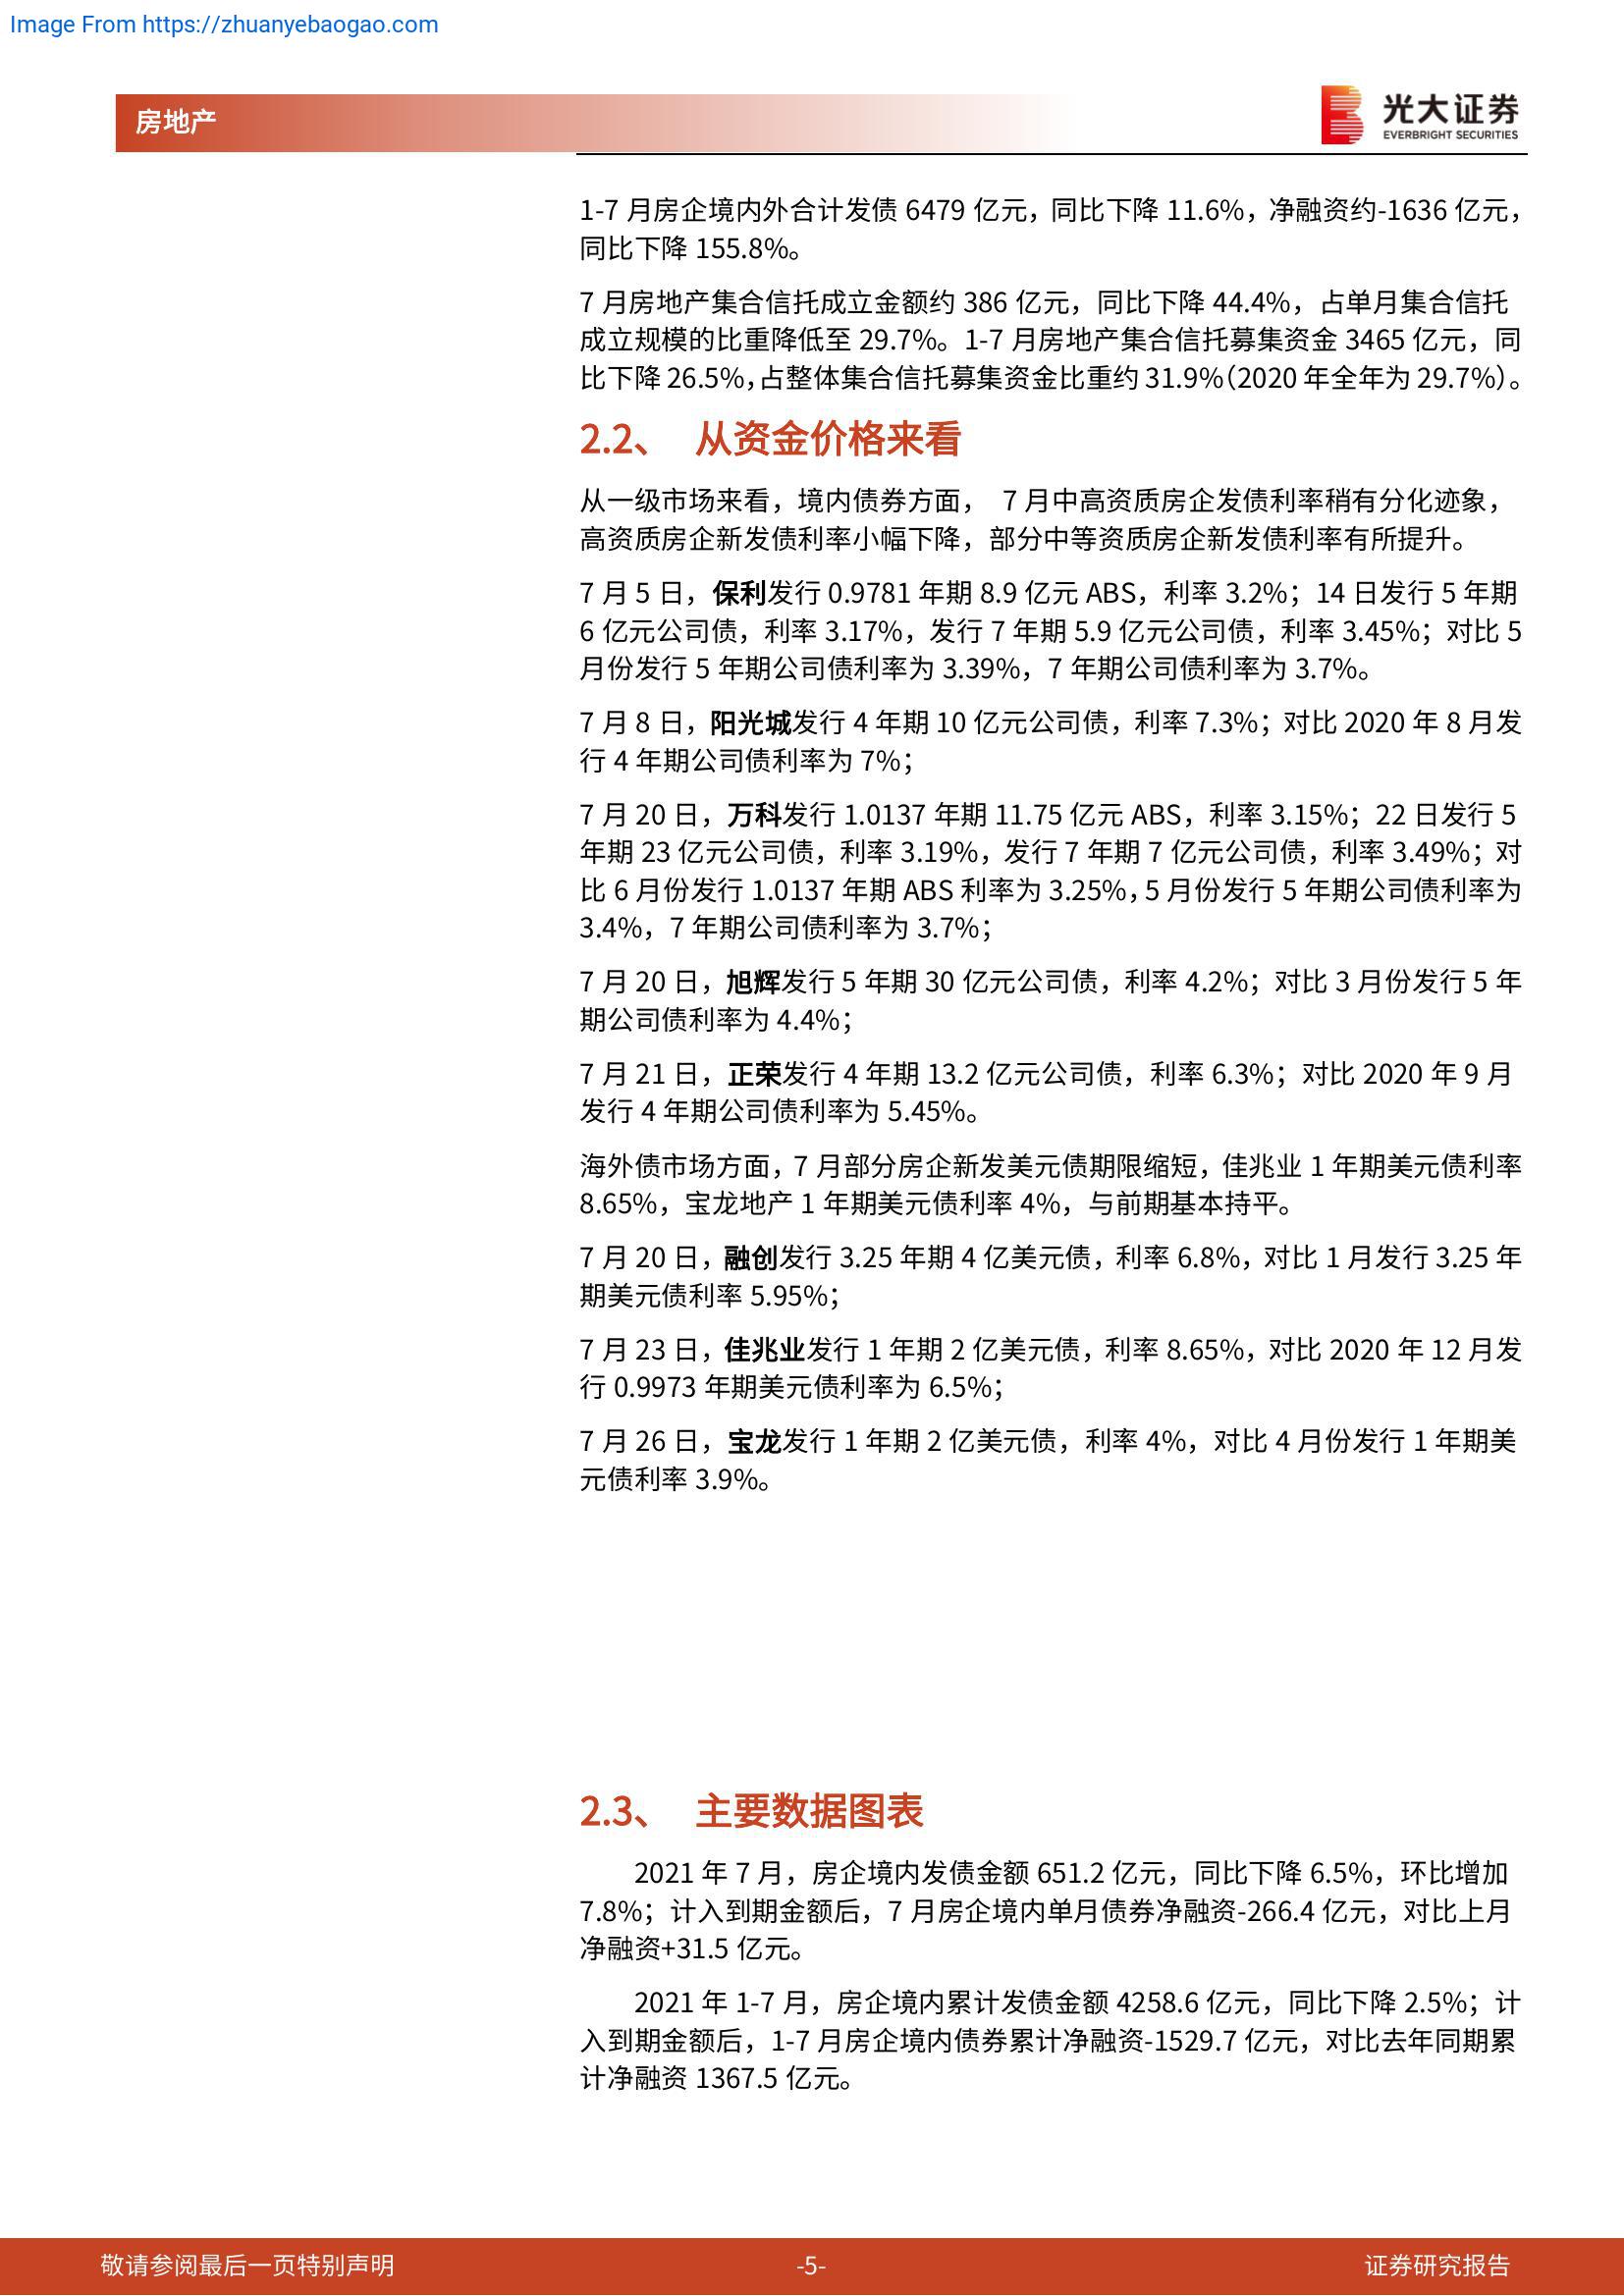 Image From https://zhuanyebaogao.com
房地产
光大证券
EVERBRIGHT SECURITIES
1-7 月房企境内外合计发债 6479 亿元，同比下降 11.6%，净融资约-1636 亿元，
同比下降 155.8%。
7 月房地产集合信托成立金额约 386 亿元，同比下降 44.4%，占单月集合信托
成立规模的比重降低至 29.7%。1-7 月房地产集合信托募集资金 3465 亿元，同
比下降 26.5%，占整体集合信托募集资金比重约 31.9%（2020 年全年为 29.7%）。
2.2、 从资金价格来看
从一级市场来看，境内债券方面， 7 月中高资质房企发债利率稍有分化迹象，
高资质房企新发债利率小幅下降，部分中等资质房企新发债利率有所提升。
7 月 5 日，保利发行 0.9781 年期 8.9 亿元 ABS，利率 3.2%；14 日发行 5 年期
6 亿元公司债，利率 3.17%，发行 7 年期 5.9 亿元公司债，利率 3.45%；对比 5
月份发行 5 年期公司债利率为 3.39%，7 年期公司债利率为 3.7%。
7 月 8 日，阳光城发行 4 年期 10 亿元公司债，利率 7.3%；对比 2020 年 8 月发
行 4 年期公司债利率为 7%；
7 月 20 日，万科发行 1.0137 年期 11.75 亿元 ABS，利率 3.15%；22 日发行 5
年期 23 亿元公司债，利率 3.19%，发行 7 年期 7 亿元公司债，利率 3.49%；对
比 6 月份发行 1.0137 年期 ABS 利率为 3.25%，5 月份发行 5 年期公司债利率为
3.4%，7 年期公司债利率为 3.7%；
7 月 20 日，旭辉发行 5 年期 30 亿元公司债，利率 4.2%；对比 3 月份发行 5 年
期公司债利率为 4.4%；
7 月 21 日，正荣发行 4 年期 13.2 亿元公司债，利率 6.3%；对比 2020 年 9 月
发行 4 年期公司债利率为 5.45%。
海外债市场方面，7 月部分房企新发美元债期限缩短，佳兆业 1 年期美元债利率
8.65%，宝龙地产 1 年期美元债利率 4%，与前期基本持平。
7 月 20 日，融创发行 3.25 年期 4 亿美元债，利率 6.8%，对比 1 月发行 3.25 年
期美元债利率 5.95%；
7 月 23 日，佳兆业发行 1 年期 2 亿美元债，利率 8.65%，对比 2020 年 12 月发
行 0.9973 年期美元债利率为 6.5%；
7 月 26 日，宝龙发行 1 年期 2 亿美元债，利率 4%，对比 4 月份发行 1 年期美
元债利率 3.9%。
2.3、 主要数据图表
2021 年 7 月，房企境内发债金额 651.2 亿元，同比下降 6.5%，环比增加
7.8%；计入到期金额后，7 月房企境内单月债券净融资-266.4 亿元，对比上月
净融资+31.5 亿元。
2021 年 1-7 月，房企境内累计发债金额 4258.6 亿元，同比下降 2.5%；计
入到期金额后，1-7 月房企境内债券累计净融资-1529.7 亿元，对比去年同期累
计净融资 1367.5 亿元。
敬请参阅最后一页特别声明
-5-
证券研究报告